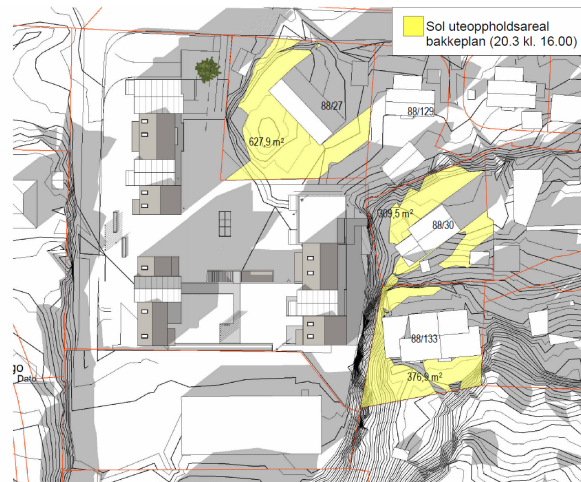 Sol uteoppholdsareal
bakkeplan (20.3 kl. 16.00)
88/27
88/129
627,9 m²
309,5 m²
88/30
88/133
go
Dato
376,9 m²